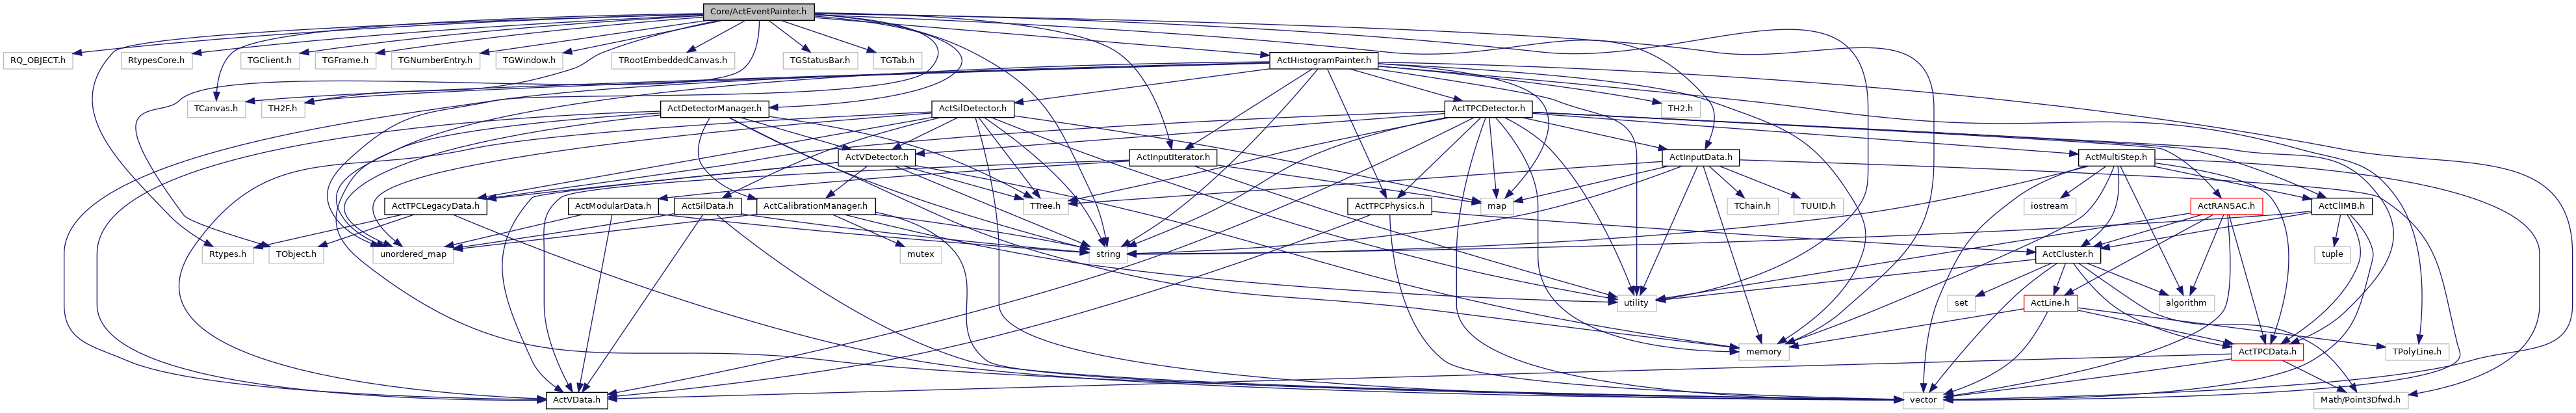 Core/ActEventPainter.h
RQ_OBJECT.h
RtypesCore.h
TGClient.h
TGFrame.h
TGNumberEntry.h
TGWindow.h
TRootEmbeddedCanvas.h
TGStatusBar.h
TGTab.h
ActHistogramPainter.h
TCanvas.h
TH2F.h
ActDetectorManager.h
ActSilDetector.h
ActTPCDetector.h
TH2.h
ActVDetector.h
ActInputIterator.h
ActInputData.h
ActMultiStep.h
ActTPCLegacyData.h
ActModularData.h
ActSilData.h
ActCalibrationManager.h
TTree.h
ActTPCPhysics.h
map
TChain.h
TUUID.h
iostream
ActRANSAC.h
ActClIMB.h
Rtypes.h
TObject.h
unordered_map
mutex
string
ActCluster.h
tuple
utility
set
ActLine.h
algorithm
memory
ActTPCData.h
TPolyLine.h
ActVData.h
vector
Math/Point3Dfwd.h